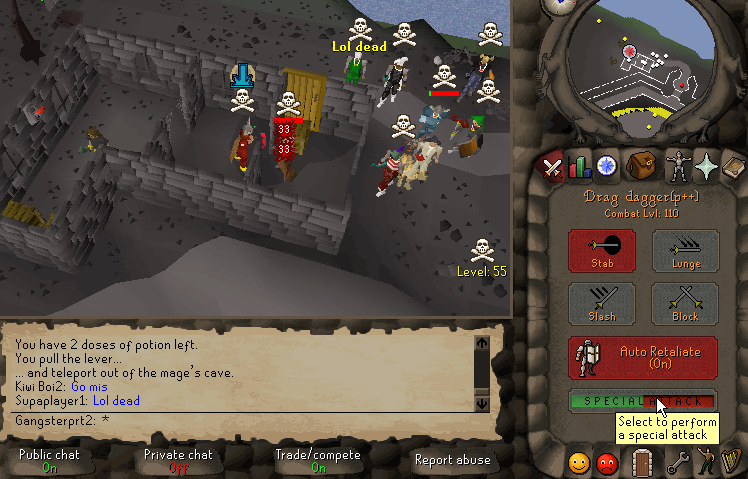 Lol dead
33
33
Level: 55
Drag dagger(p++)
Combat Lvl: 110
Stab
Lunge
Slash
Block
Auto Retaliate
(On)
SPECIAL ATTACK
Select to perform
a special attack
You have 2 doses of potion left.
You pull the lever...
... and teleport out of the mage's cave.
Kiwi Boi2: Go mis
Supaplayer1: Lol dead
Gangsterprt2: *
Public chat
On
Private chat
Off
Trade/compete
On
Report abuse